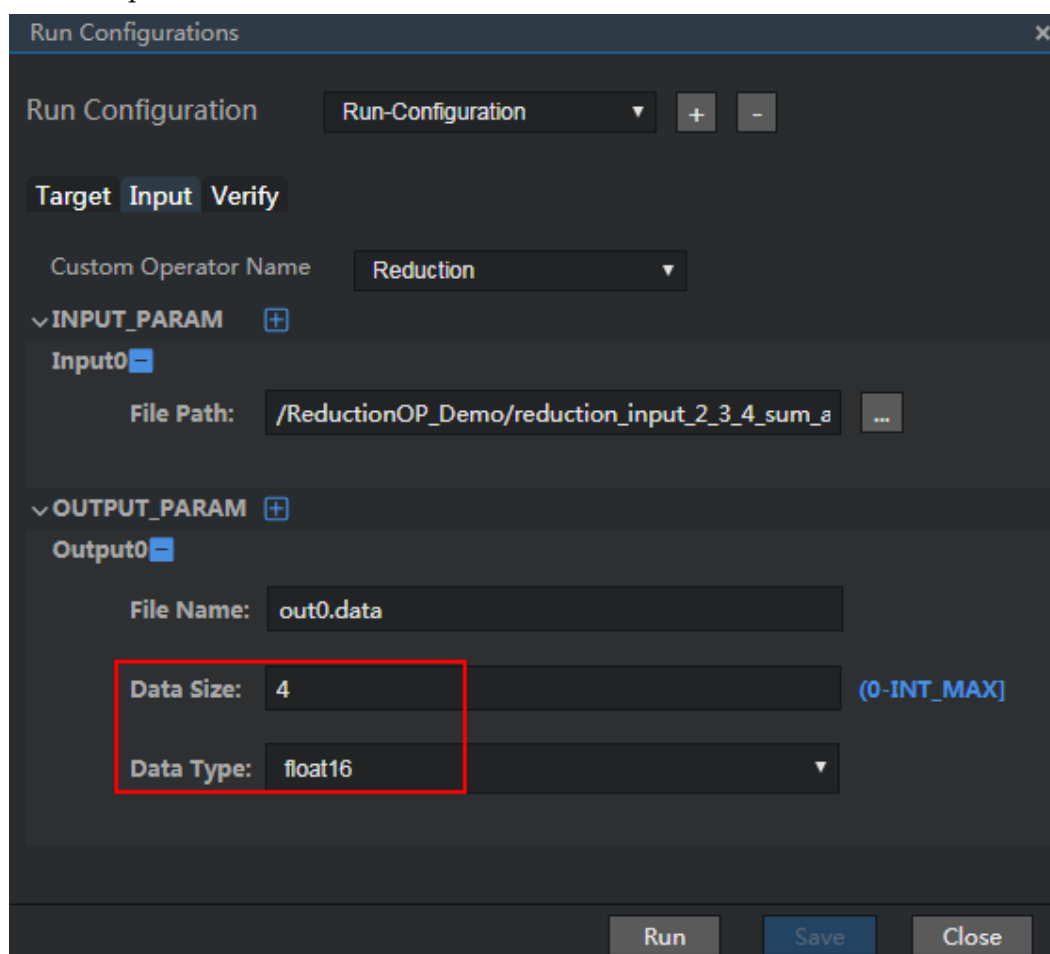 Run Configurations ×
Run Configuration Run-Configuration + -
Target Input Verify
Custom Operator Name Reduction
INPUT_PARAM
Input0
File Path: /ReductionOP_Demo/reduction_input_2_3_4_sum_a ...
OUTPUT_PARAM
Output0
File Name: out0.data
Data Size: 4 (0-INT_MAX]
Data Type: float16
Run Save Close